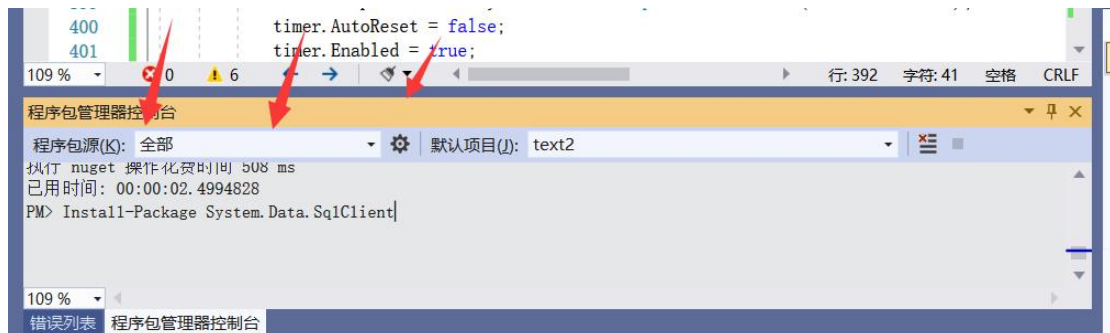 400 timer.AutoReset = false;
401 timer.Enabled = true;
109 % 0 6 行: 392 字符: 41 空格 CRLF
程序包管理器控制台
程序包源(K): 全部 默认项目(J): text2
执行 nuget 操作花费时间 508 ms
已用时间: 00:00:02.4994828
PM> Install-Package System.Data.SqlClient
109 %
错误列表 程序包管理器控制台